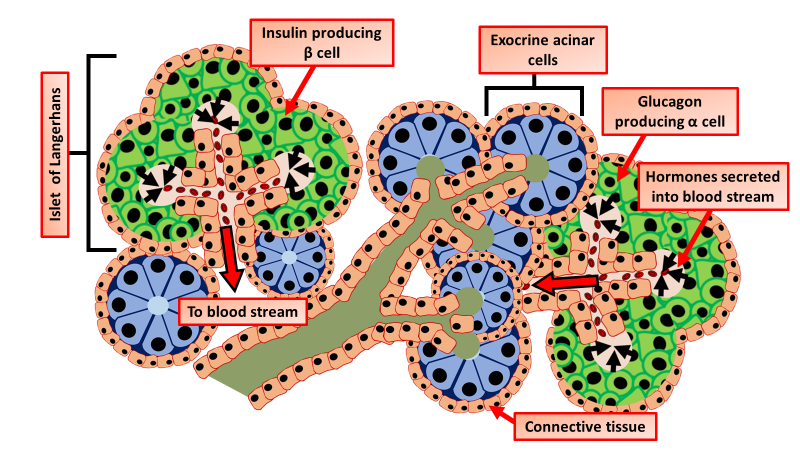 Insulin producing
β cell
Exocrine acinar
cells
Glucagon
producing α cell
Hormones secreted
into blood stream
Islet of Langerhans
To blood stream
Connective tissue